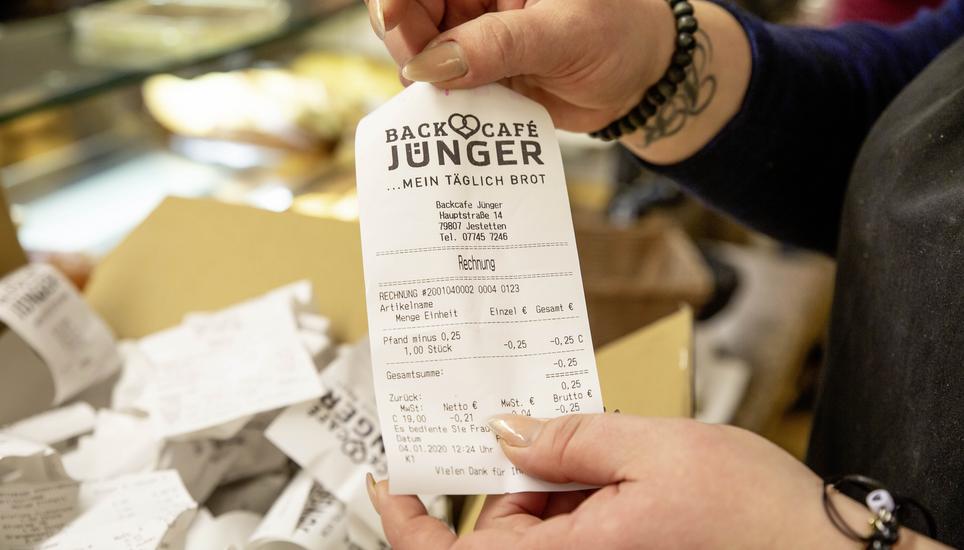 BACK CAFÉ
JÜNGER
...MEIN TÄGLICH BROT
Backcafe Jünger
Hauptstraße 14
79807 Jestetten
Tel. 07745 7246
Rechnung
RECHNUNG #2001040002 0004 0123
Artikelname
Menge Einheit Einzel € Gesamt €
Pfand minus 0,25
1,00 Stück -0,25 -0,25 C
-0,25
Gesamtsumme:
0,25
Zurück:
MwSt: Netto € MwSt. € Brutto €
C 19,00 -0,21 -0,25
Es bediente Sie Frau
Datum
04.01.2020 12:24 Uhr
K1
Vielen Dank für